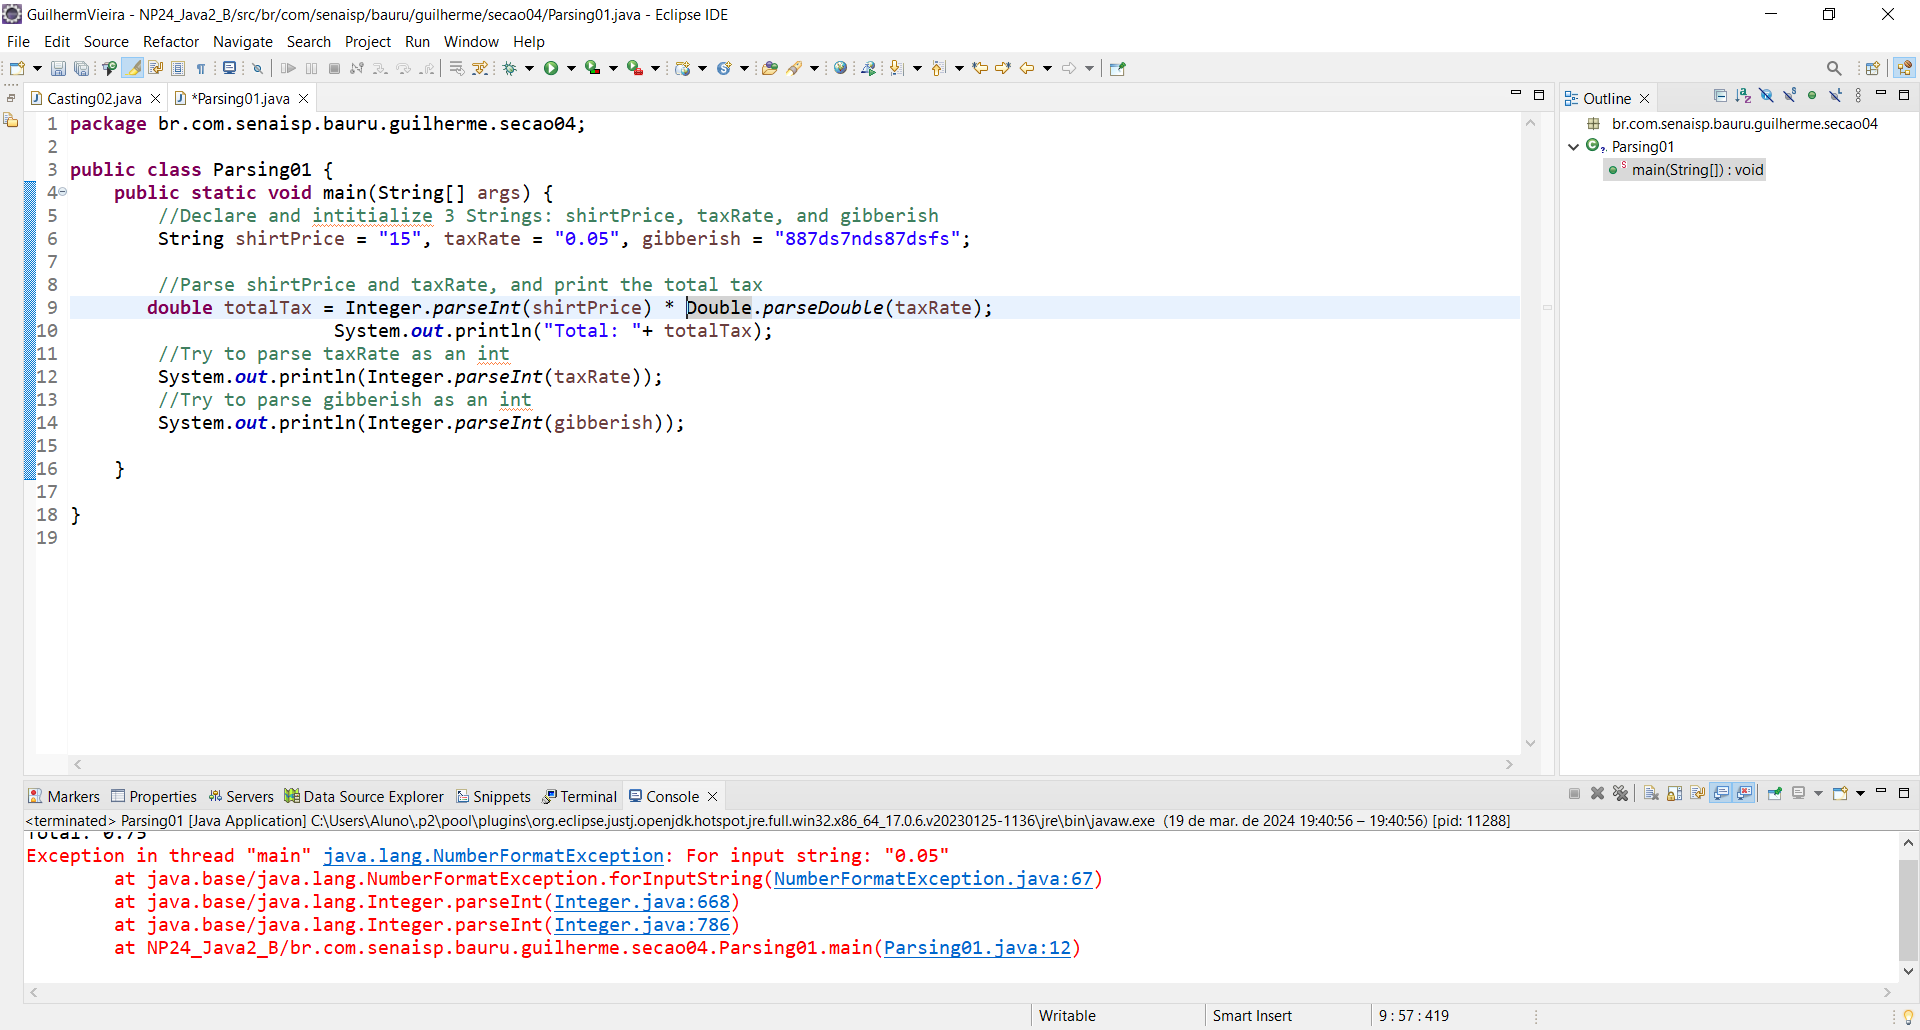 GuilhermVieira - NP24_Java2_B/src/br/com/senaisp/bauru/guilherme/secao04/Parsing01.java - Eclipse IDE
File Edit Source Refactor Navigate Search Project Run Window Help
Casting02.java *Parsing01.java
1 package br.com.senaisp.bauru.guilherme.secao04;
2
3 public class Parsing01 {
4 public static void main(String[] args) {
5 //Declare and intitialize 3 Strings: shirtPrice, taxRate, and gibberish
6 String shirtPrice = "15", taxRate = "0.05", gibberish = "887ds7nds87dsfs";
7
8 //Parse shirtPrice and taxRate, and print the total tax
9 double totalTax = Integer.parseInt(shirtPrice) * Double.parseDouble(taxRate);
10 System.out.println("Total: "+ totalTax);
11 //Try to parse taxRate as an int
12 System.out.println(Integer.parseInt(taxRate));
13 //Try to parse gibberish as an int
14 System.out.println(Integer.parseInt(gibberish));
15
16 }
17
18 }
19
Outline
br.com.senaisp.bauru.guilherme.secao04
Parsing01
main(String[]) : void
Markers Properties Servers Data Source Explorer Snippets Terminal Console
<terminated> Parsing01 [Java Application] C:\Users\Aluno\.p2\pool\plugins\org.eclipse.justj.openjdk.hotspot.jre.full.win32.x86_64_17.0.6.v20230125-1136\jre\bin\javaw.exe (19 de mar. de 2024 19:40:56 – 19:40:56) [pid: 11288]
Total: 0.75
Exception in thread "main" java.lang.NumberFormatException: For input string: "0.05"
at java.base/java.lang.NumberFormatException.forInputString(NumberFormatException.java:67)
at java.base/java.lang.Integer.parseInt(Integer.java:668)
at java.base/java.lang.Integer.parseInt(Integer.java:786)
at NP24_Java2_B/br.com.senaisp.bauru.guilherme.secao04.Parsing01.main(Parsing01.java:12)
Writable Smart Insert 9 : 57 : 419